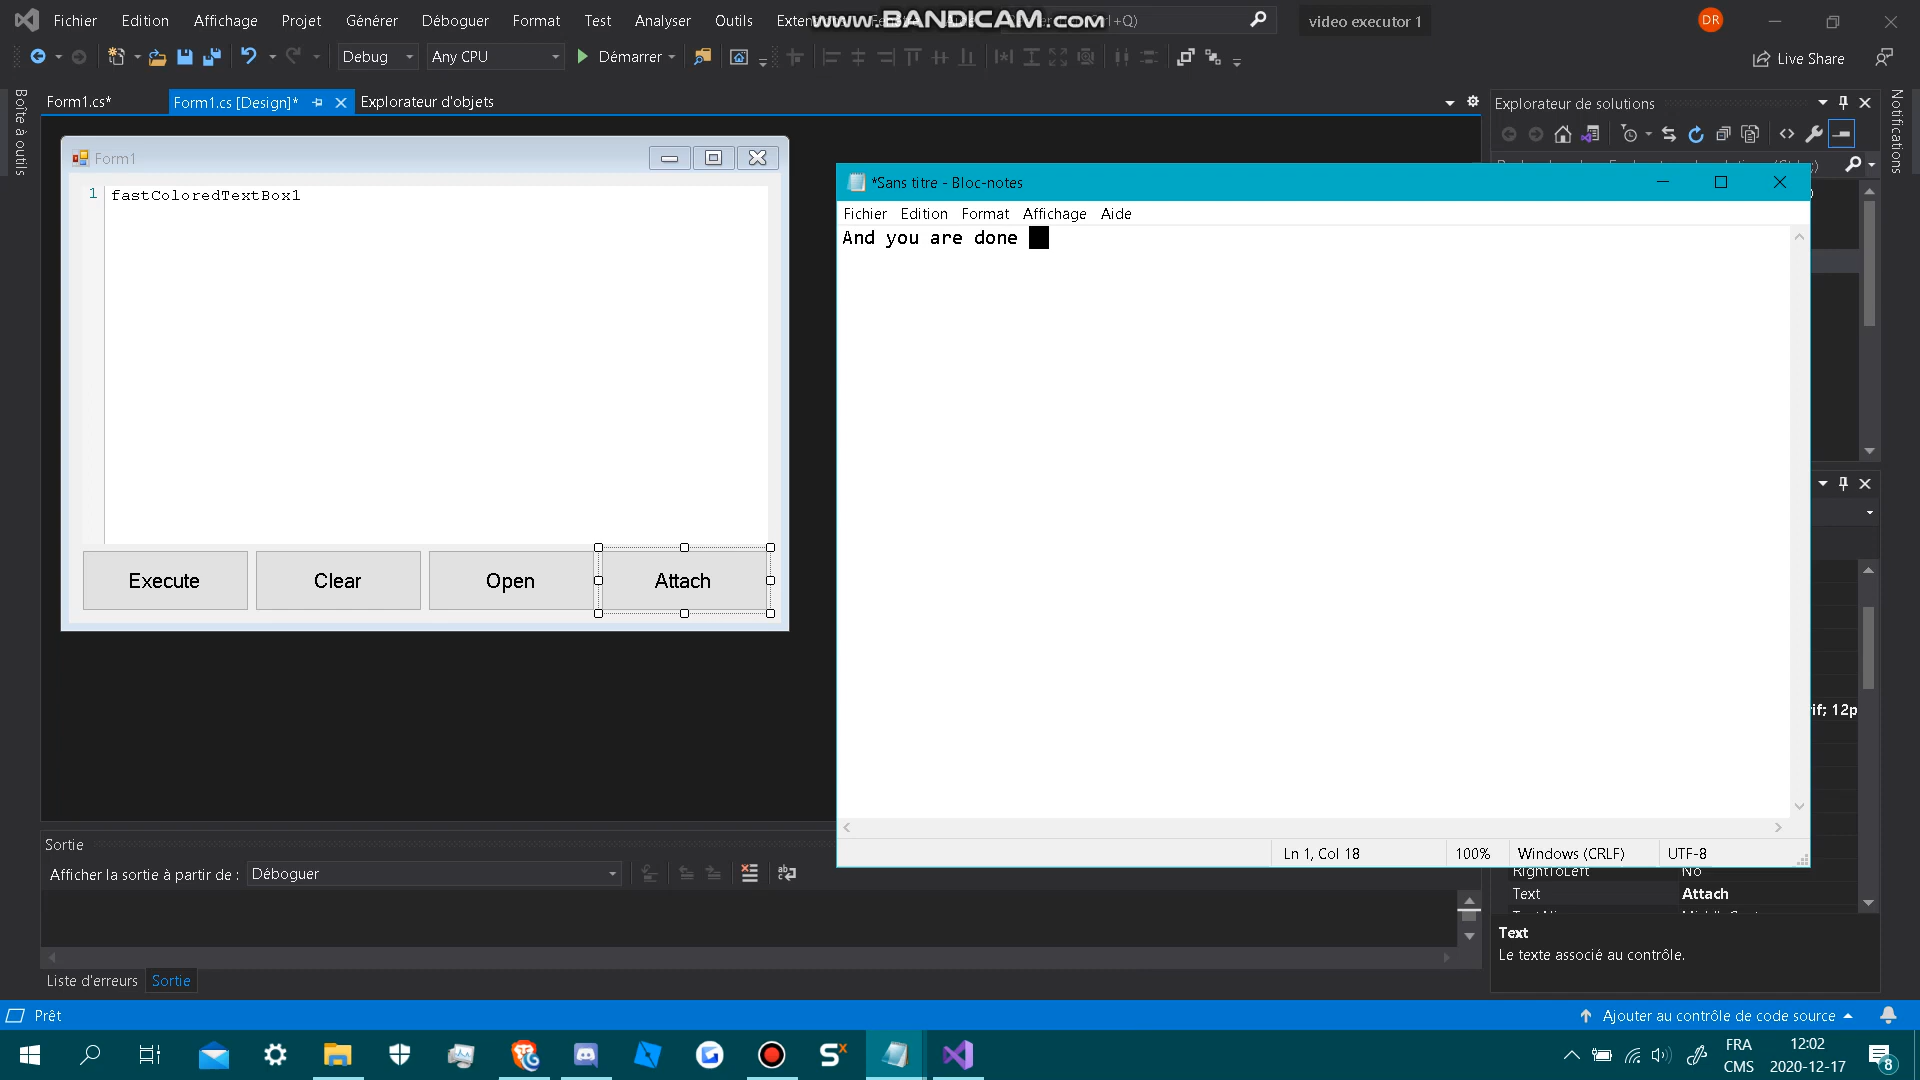 Fichier Edition Affichage Projet Générer Déboguer Format Test Analyser Outils
www.BANDICAM.com
video executor 1
DR
Debug Any CPU Démarrer Live Share
Boîte à outils
Form1.cs* Form1.cs [Design]* Explorateur d'objets
Explorateur de solutions
Notifications
Form1
1 fastColoredTextBox1
Execute Clear Open Attach
*Sans titre - Bloc-notes
Fichier Edition Format Affichage Aide
And you are done
Ln 1, Col 18 100% Windows (CRLF) UTF-8
RightToLeft No
Text Attach
Text
Le texte associé au contrôle.
Sortie
Afficher la sortie à partir de : Déboguer
Liste d'erreurs Sortie
Prêt
Ajouter au contrôle de code source
FRA
CMS
12:02
2020-12-17
8